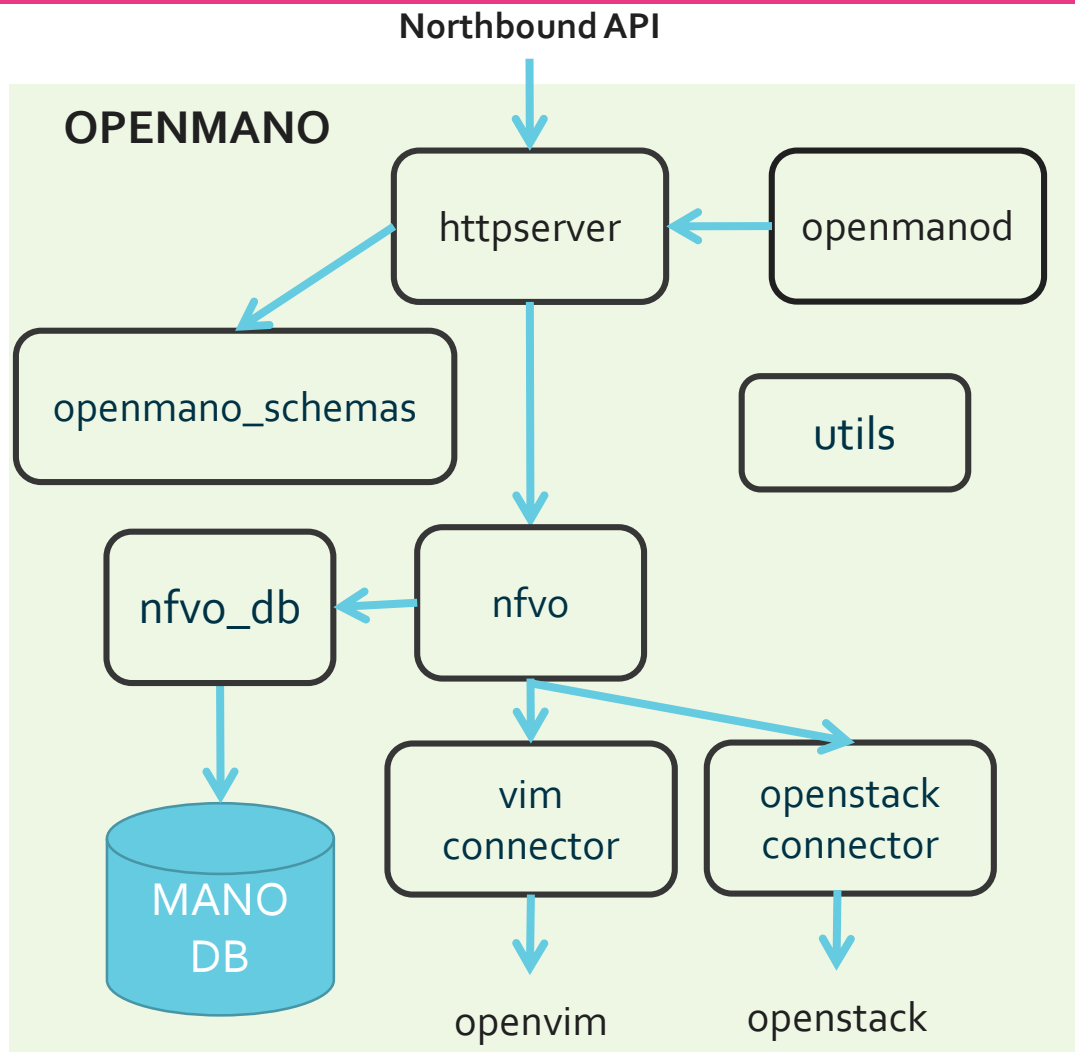 Northbound API
OPENMANO
httpserver
openmanod
openmano_schemas
utils
nfvo_db
nfvo
vim
connector
openstack
connector
MANO
DB
openvim
openstack